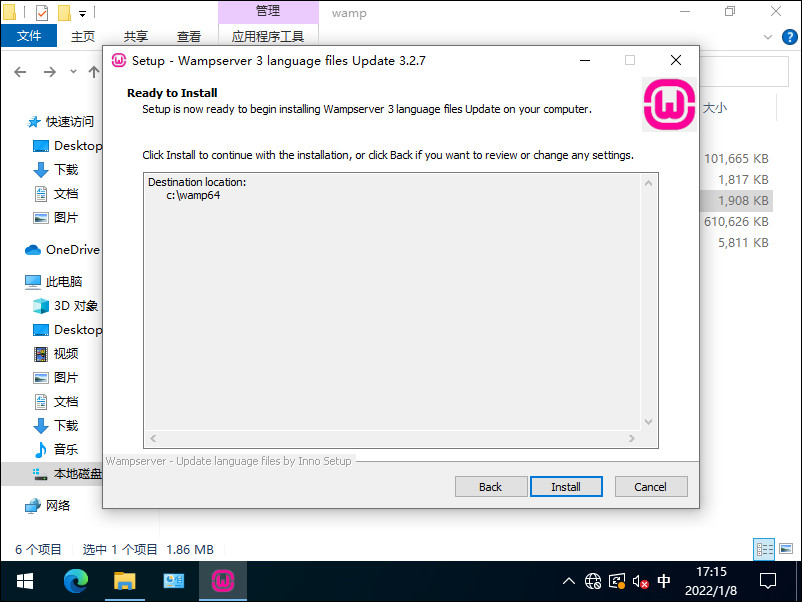 管理
wamp
文件
主页
共享
查看
应用程序工具
Setup - Wampserver 3 language files Update 3.2.7
Ready to Install
Setup is now ready to begin installing Wampserver 3 language files Update on your computer.
Click Install to continue with the installation, or click Back if you want to review or change any settings.
Destination location:
c:\wamp64
Wampserver - Update language files by Inno Setup
Back
Install
Cancel
快速访问
Desktop
下载
文档
图片
OneDrive
此电脑
3D 对象
Desktop
视频
图片
文档
下载
音乐
本地磁盘
网络
大小
101,665 KB
1,817 KB
1,908 KB
610,626 KB
5,811 KB
6 个项目
选中 1 个项目 1.86 MB
中
17:15
2022/1/8